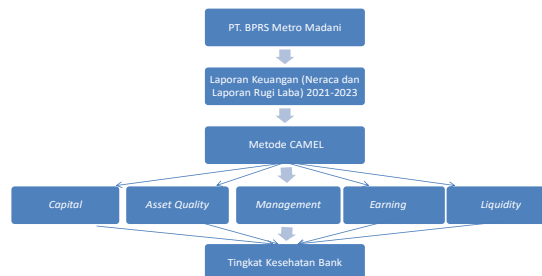 PT. BPRS Metro Madani
Laporan Keuangan (Neraca dan
Laporan Rugi Laba) 2021-2023
Metode CAMEL
Capital
Asset Quality
Management
Earning
Liquidity
Tingkat Kesehatan Bank